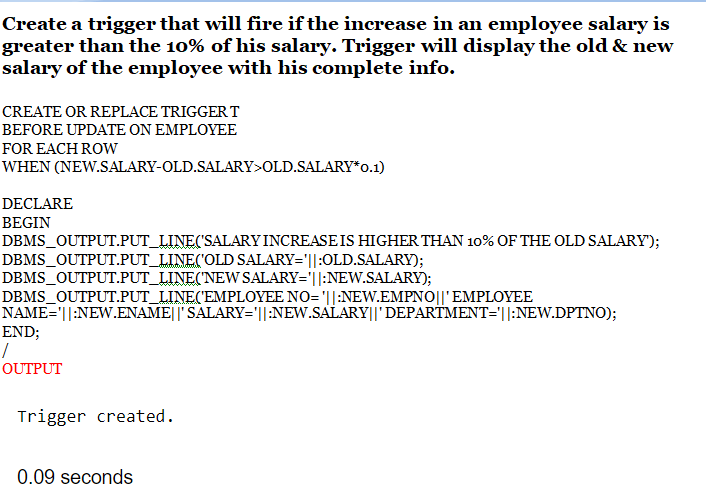 Create a trigger that will fire if the increase in an employee salary is
greater than the 10% of his salary. Trigger will display the old & new
salary of the employee with his complete info.
CREATE OR REPLACE TRIGGER T
BEFORE UPDATE ON EMPLOYEE
FOR EACH ROW
WHEN (NEW.SALARY-OLD.SALARY>OLD.SALARY*0.1)
DECLARE
BEGIN
DBMS_OUTPUT.PUT_LINE('SALARY INCREASE IS HIGHER THAN 10% OF THE OLD SALARY');
DBMS_OUTPUT.PUT_LINE('OLD SALARY='||:OLD.SALARY);
DBMS_OUTPUT.PUT_LINE('NEW SALARY='||:NEW.SALARY);
DBMS_OUTPUT.PUT_LINE('EMPLOYEE NO= '||:NEW.EMPNO||' EMPLOYEE
NAME='||:NEW.ENAME||' SALARY='||:NEW.SALARY||' DEPARTMENT='||:NEW.DPTNO);
END;
/
OUTPUT
Trigger created.
0.09 seconds